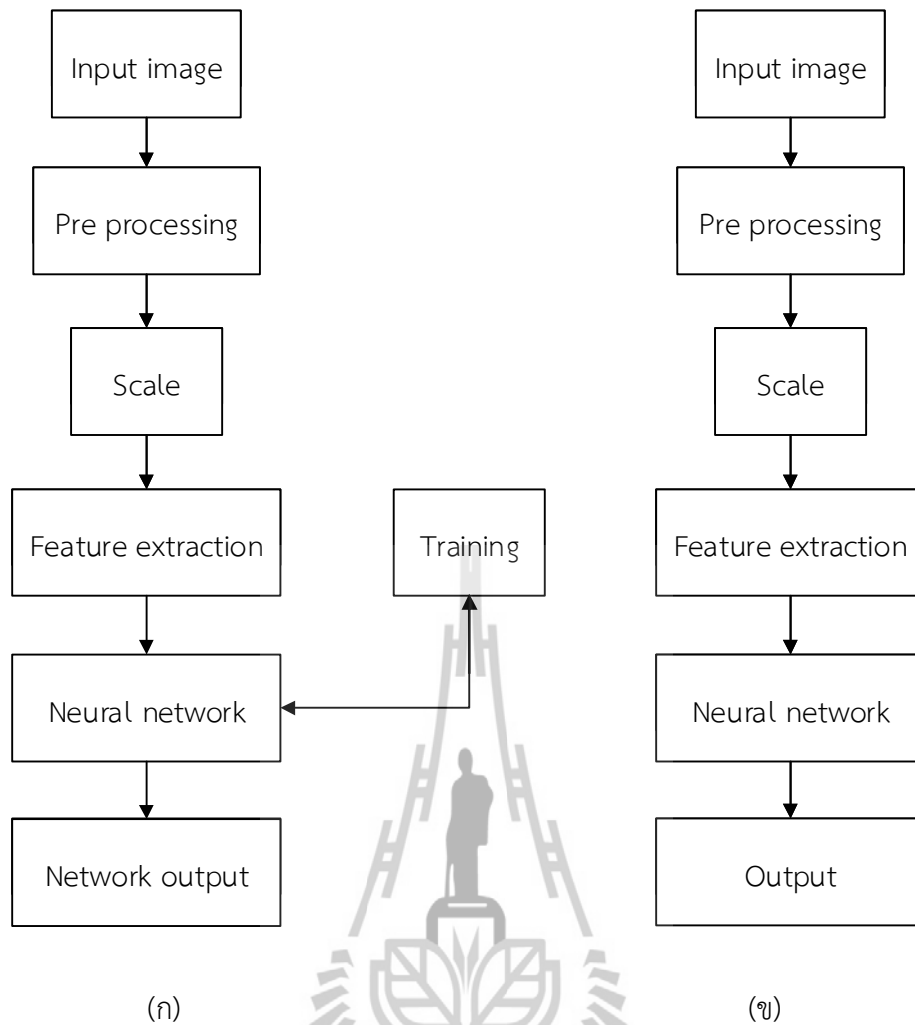 Input image
Pre processing
Scale
Feature extraction
Neural network
Network output
(ก)
Training
Input image
Pre processing
Scale
Feature extraction
Neural network
Output
(ข)